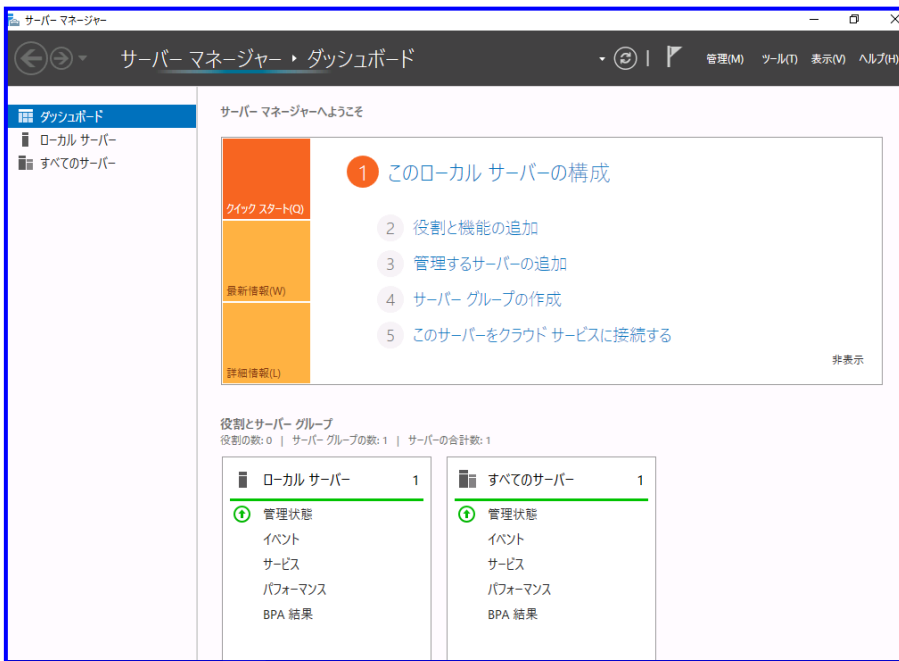 サーバー マネージャー
サーバー マネージャー ・ ダッシュボード
管理(M) ツール(T) 表示(V) ヘルプ(H)
ダッシュボード
ローカル サーバー
すべてのサーバー
サーバー マネージャーへようこそ
クイック スタート(Q)
最新情報(W)
詳細情報(L)
1 このローカル サーバーの構成
2 役割と機能の追加
3 管理するサーバーの追加
4 サーバー グループの作成
5 このサーバーをクラウド サービスに接続する
非表示
役割とサーバー グループ
役割の数: 0 | サーバー グループの数: 1 | サーバーの合計数: 1
ローカル サーバー 1
管理状態
イベント
サービス
パフォーマンス
BPA 結果
すべてのサーバー 1
管理状態
イベント
サービス
パフォーマンス
BPA 結果